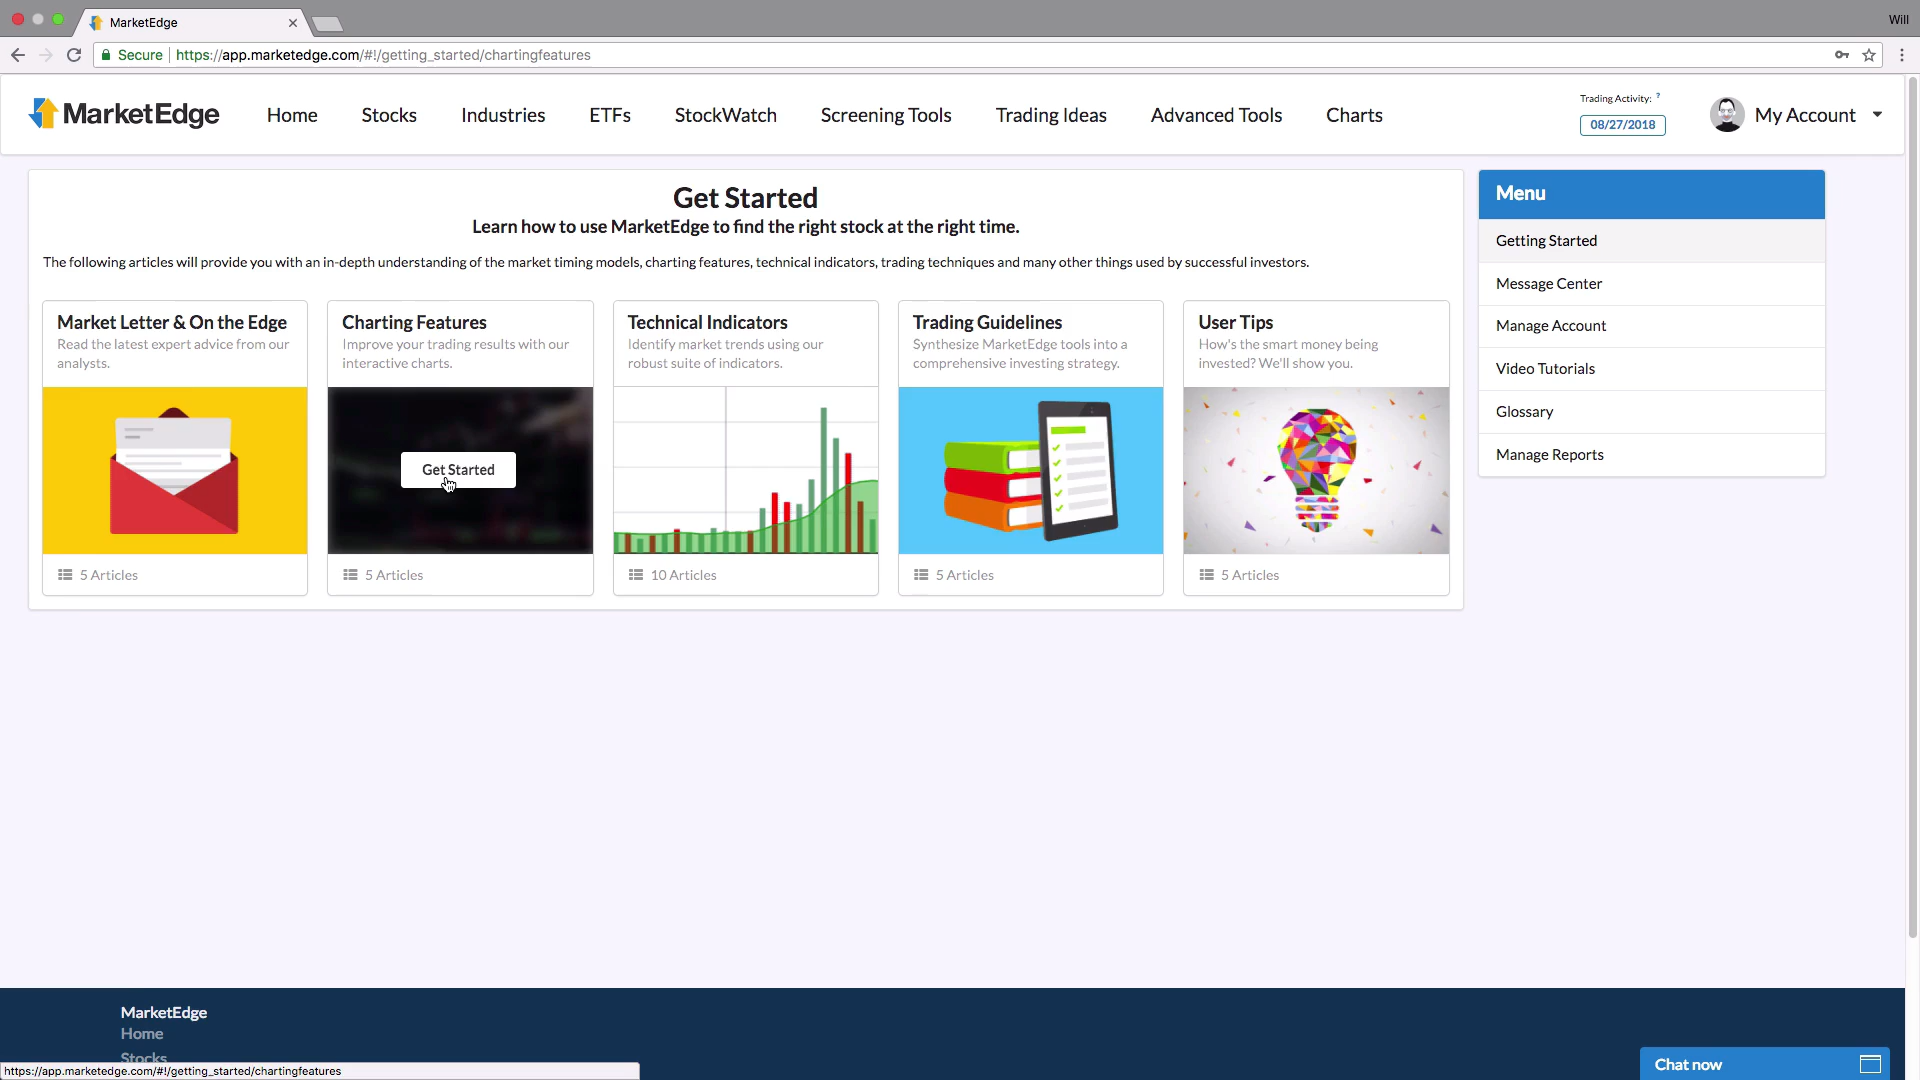 MarketEdge
Will
Secure
https://app.marketedge.com/#!/getting_started/chartingfeatures
MarketEdge
Home
Stocks
Industries
ETFs
StockWatch
Screening Tools
Trading Ideas
Advanced Tools
Charts
Trading Activity: ?
08/27/2018
My Account
Get Started
Learn how to use MarketEdge to find the right stock at the right time.
The following articles will provide you with an in-depth understanding of the market timing models, charting features, technical indicators, trading techniques and many other things used by successful investors.
Market Letter & On the Edge
Read the latest expert advice from our
analysts.
5 Articles
Charting Features
Improve your trading results with our
interactive charts.
Get Started
5 Articles
Technical Indicators
Identify market trends using our
robust suite of indicators.
10 Articles
Trading Guidelines
Synthesize MarketEdge tools into a
comprehensive investing strategy.
5 Articles
User Tips
How's the smart money being
invested? We'll show you.
5 Articles
Menu
Getting Started
Message Center
Manage Account
Video Tutorials
Glossary
Manage Reports
MarketEdge
Home
Stocks
https://app.marketedge.com/#!/getting_started/chartingfeatures
Chat now